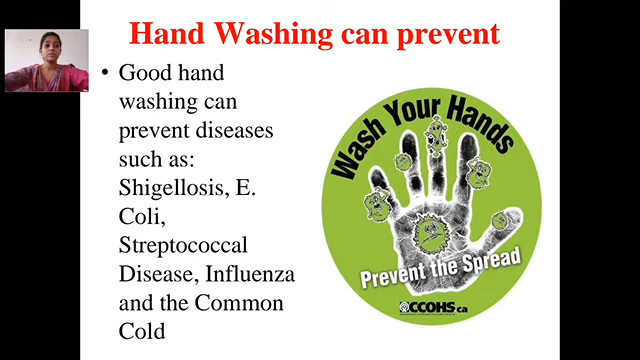 Hand Washing can prevent
• Good hand
washing can
prevent diseases
such as:
Shigellosis, E.
Coli,
Streptococcal
Disease, Influenza
and the Common
Cold
Wash Your Hands
Prevent the Spread
CCOHS.ca